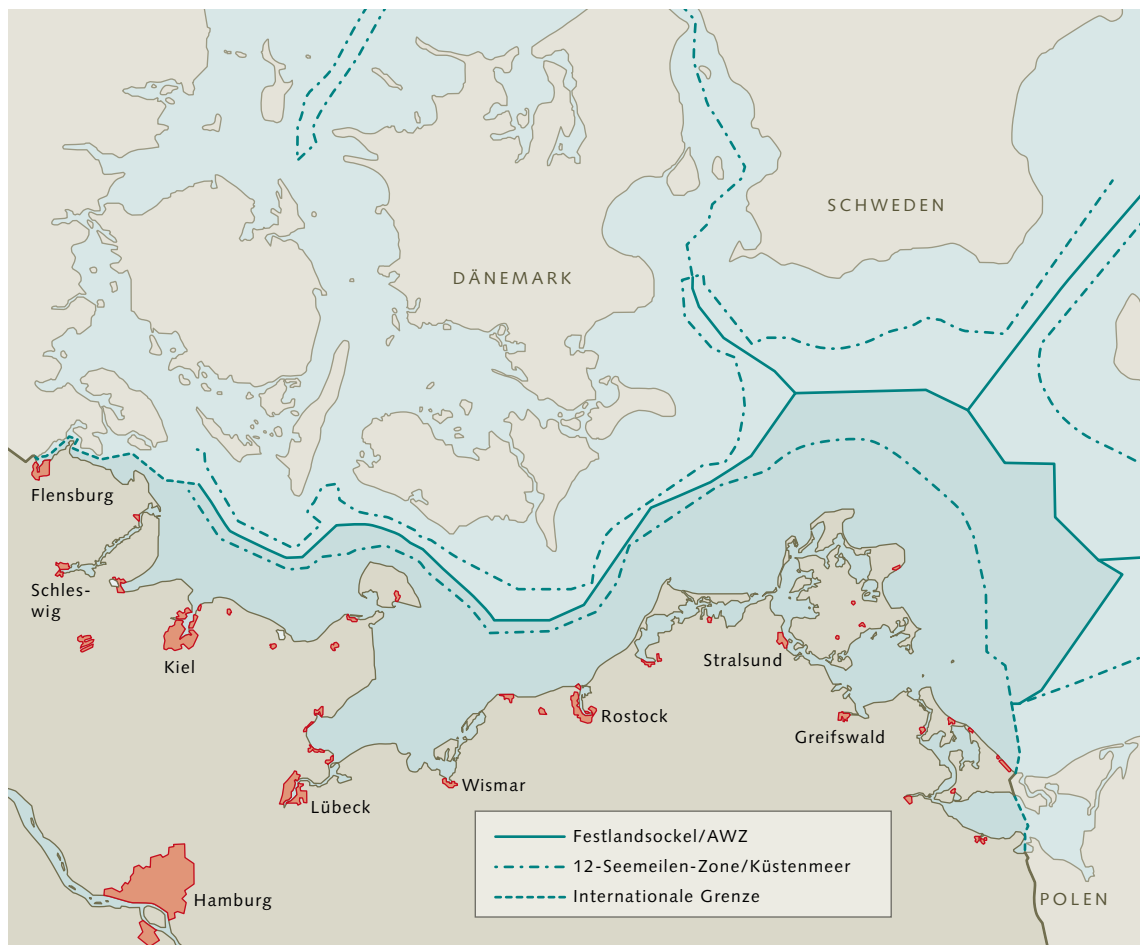 SCHWEDEN
DÄNEMARK
Flensburg
Schles-
wig
Kiel
Stralsund
Rostock
Greifswald
Wismar
Lübeck
Festlandsockel/AWZ
12-Seemeilen-Zone/Küstenmeer
Internationale Grenze
Hamburg
POLEN